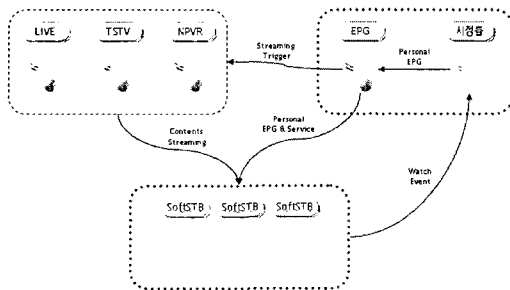 LIVE
TSTV
NPVR
Streaming
Trigger
EPG
시청률
Personal
EPG
Contents
Streaming
Personal
EPG & Service
Watch
Event
SoftSTB
SoftSTB
SoftSTB